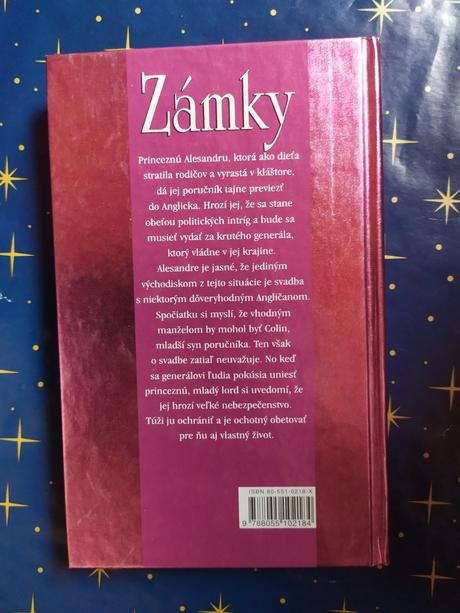 Zámky
Princeznú Alesandru, ktorá ako dieťa
stratila rodičov a vyrastá v kláštore,
dá jej poručník tajne previezť
do Anglicka. Hrozí jej, že sa stane
obeťou politických intríg a bude sa
musieť vydať za krutého generála,
ktorý vládne v jej krajine.
Alesandre je jasné, že jediným
východiskom z tejto situácie je svadba
s niektorým dôveryhodným Angličanom.
Spočiatku si myslí, že vhodným
manželom by mohol byť Colin,
mladší syn poručníka. Ten však
o svadbe zatiaľ neuvažuje. No keď
sa generálovi ľudia pokúsia uniesť
princeznú, mladý lord si uvedomí, že
jej hrozí veľké nebezpečenstvo.
Túži ju ochrániť a je ochotný obetovať
pre ňu aj vlastný život.
ISBN 80-551-0218-X
9 788055 102184